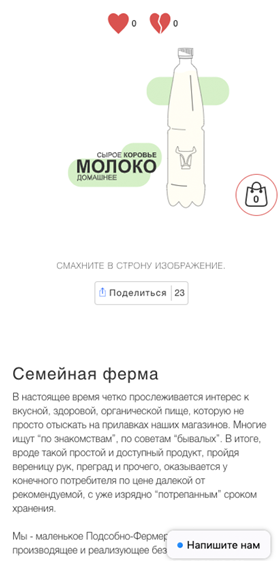 0
0
СЫРОЕ КОРОВЬЕ
МОЛОКО
ДОМАШНЕЕ
0
СМАХНИТЕ В СТРОНУ ИЗОБРАЖЕНИЕ.
Поделиться 23
Семейная ферма
В настоящее время четко прослеживается интерес к
вкусной, здоровой, органической пище, которую не
просто отыскать на прилавках наших магазинов. Многие
ищут “по знакомствам”, по советам “бывалых”. В итоге,
вроде такой простой и доступный продукт, пройдя
вереницу рук, преград и прочего, оказывается у
конечного потребителя по цене далекой от
рекомендуемой, с уже изрядно “потрепанным” сроком
хранения.
Мы - маленькое Подсобно-Фермер
производящее и реализующее без
Напишите нам